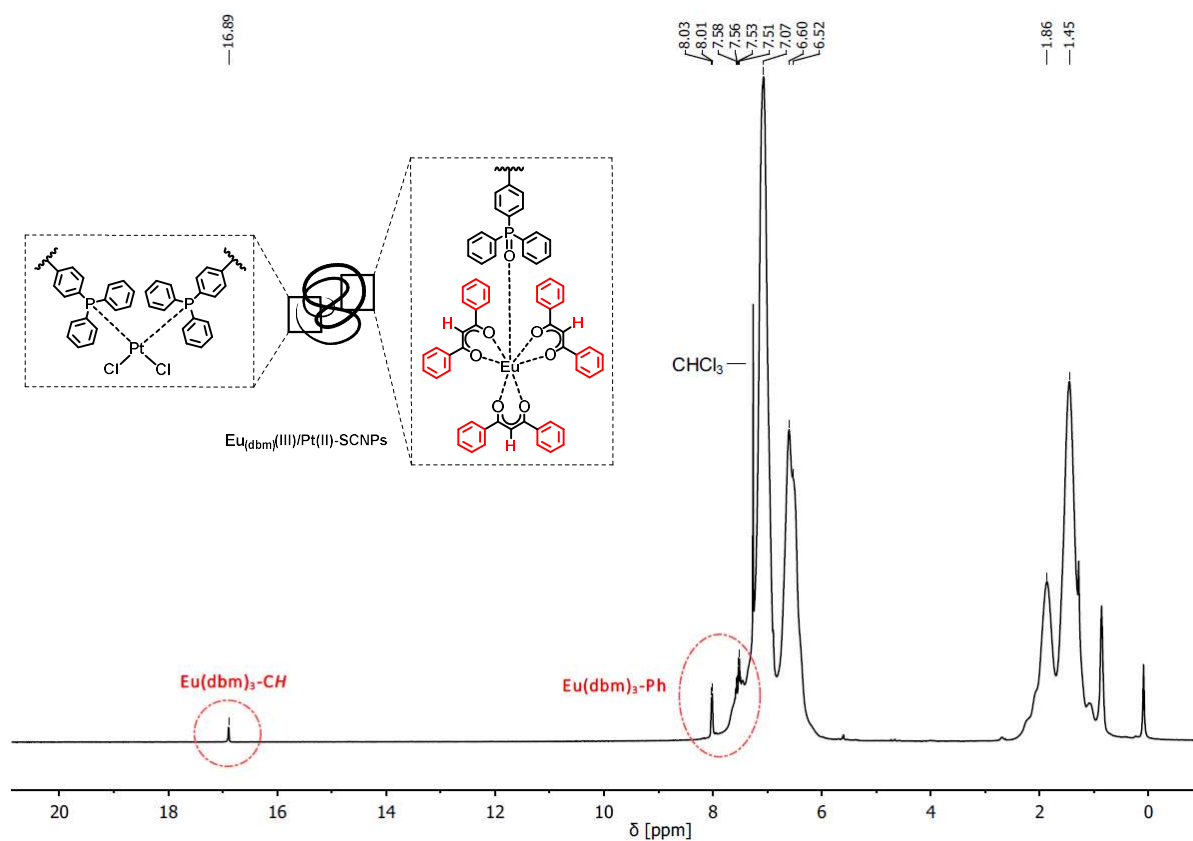 16.89
8.03
8.01
7.58
7.56
7.53
7.51
7.07
6.60
6.52
1.86
1.45
P
P
Pt
Cl
Cl
P
O
H
O
O
O
H
O
Eu
O
O
H
Eu(dbm)(III)/Pt(II)-SCNPs
CHCl₃
Eu(dbm)₃-CH
Eu(dbm)₃-Ph
20 18 16 14 12 10 8 6 4 2 0
δ [ppm]